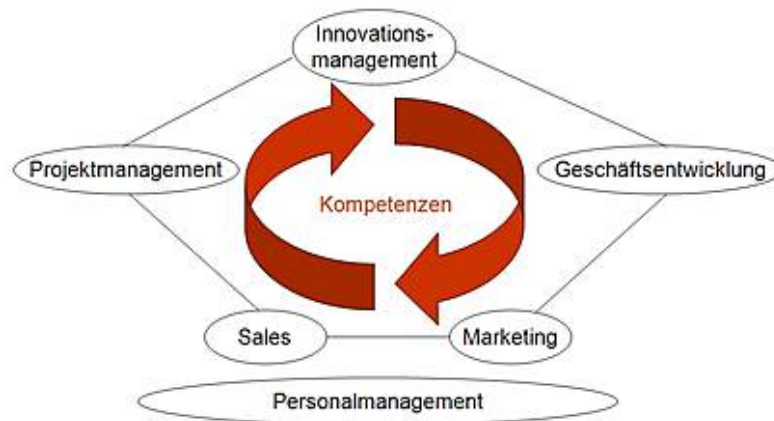 Innovations-
management
Projektmanagement
Geschäftsentwicklung
Kompetenzen
Sales
Marketing
Personalmanagement